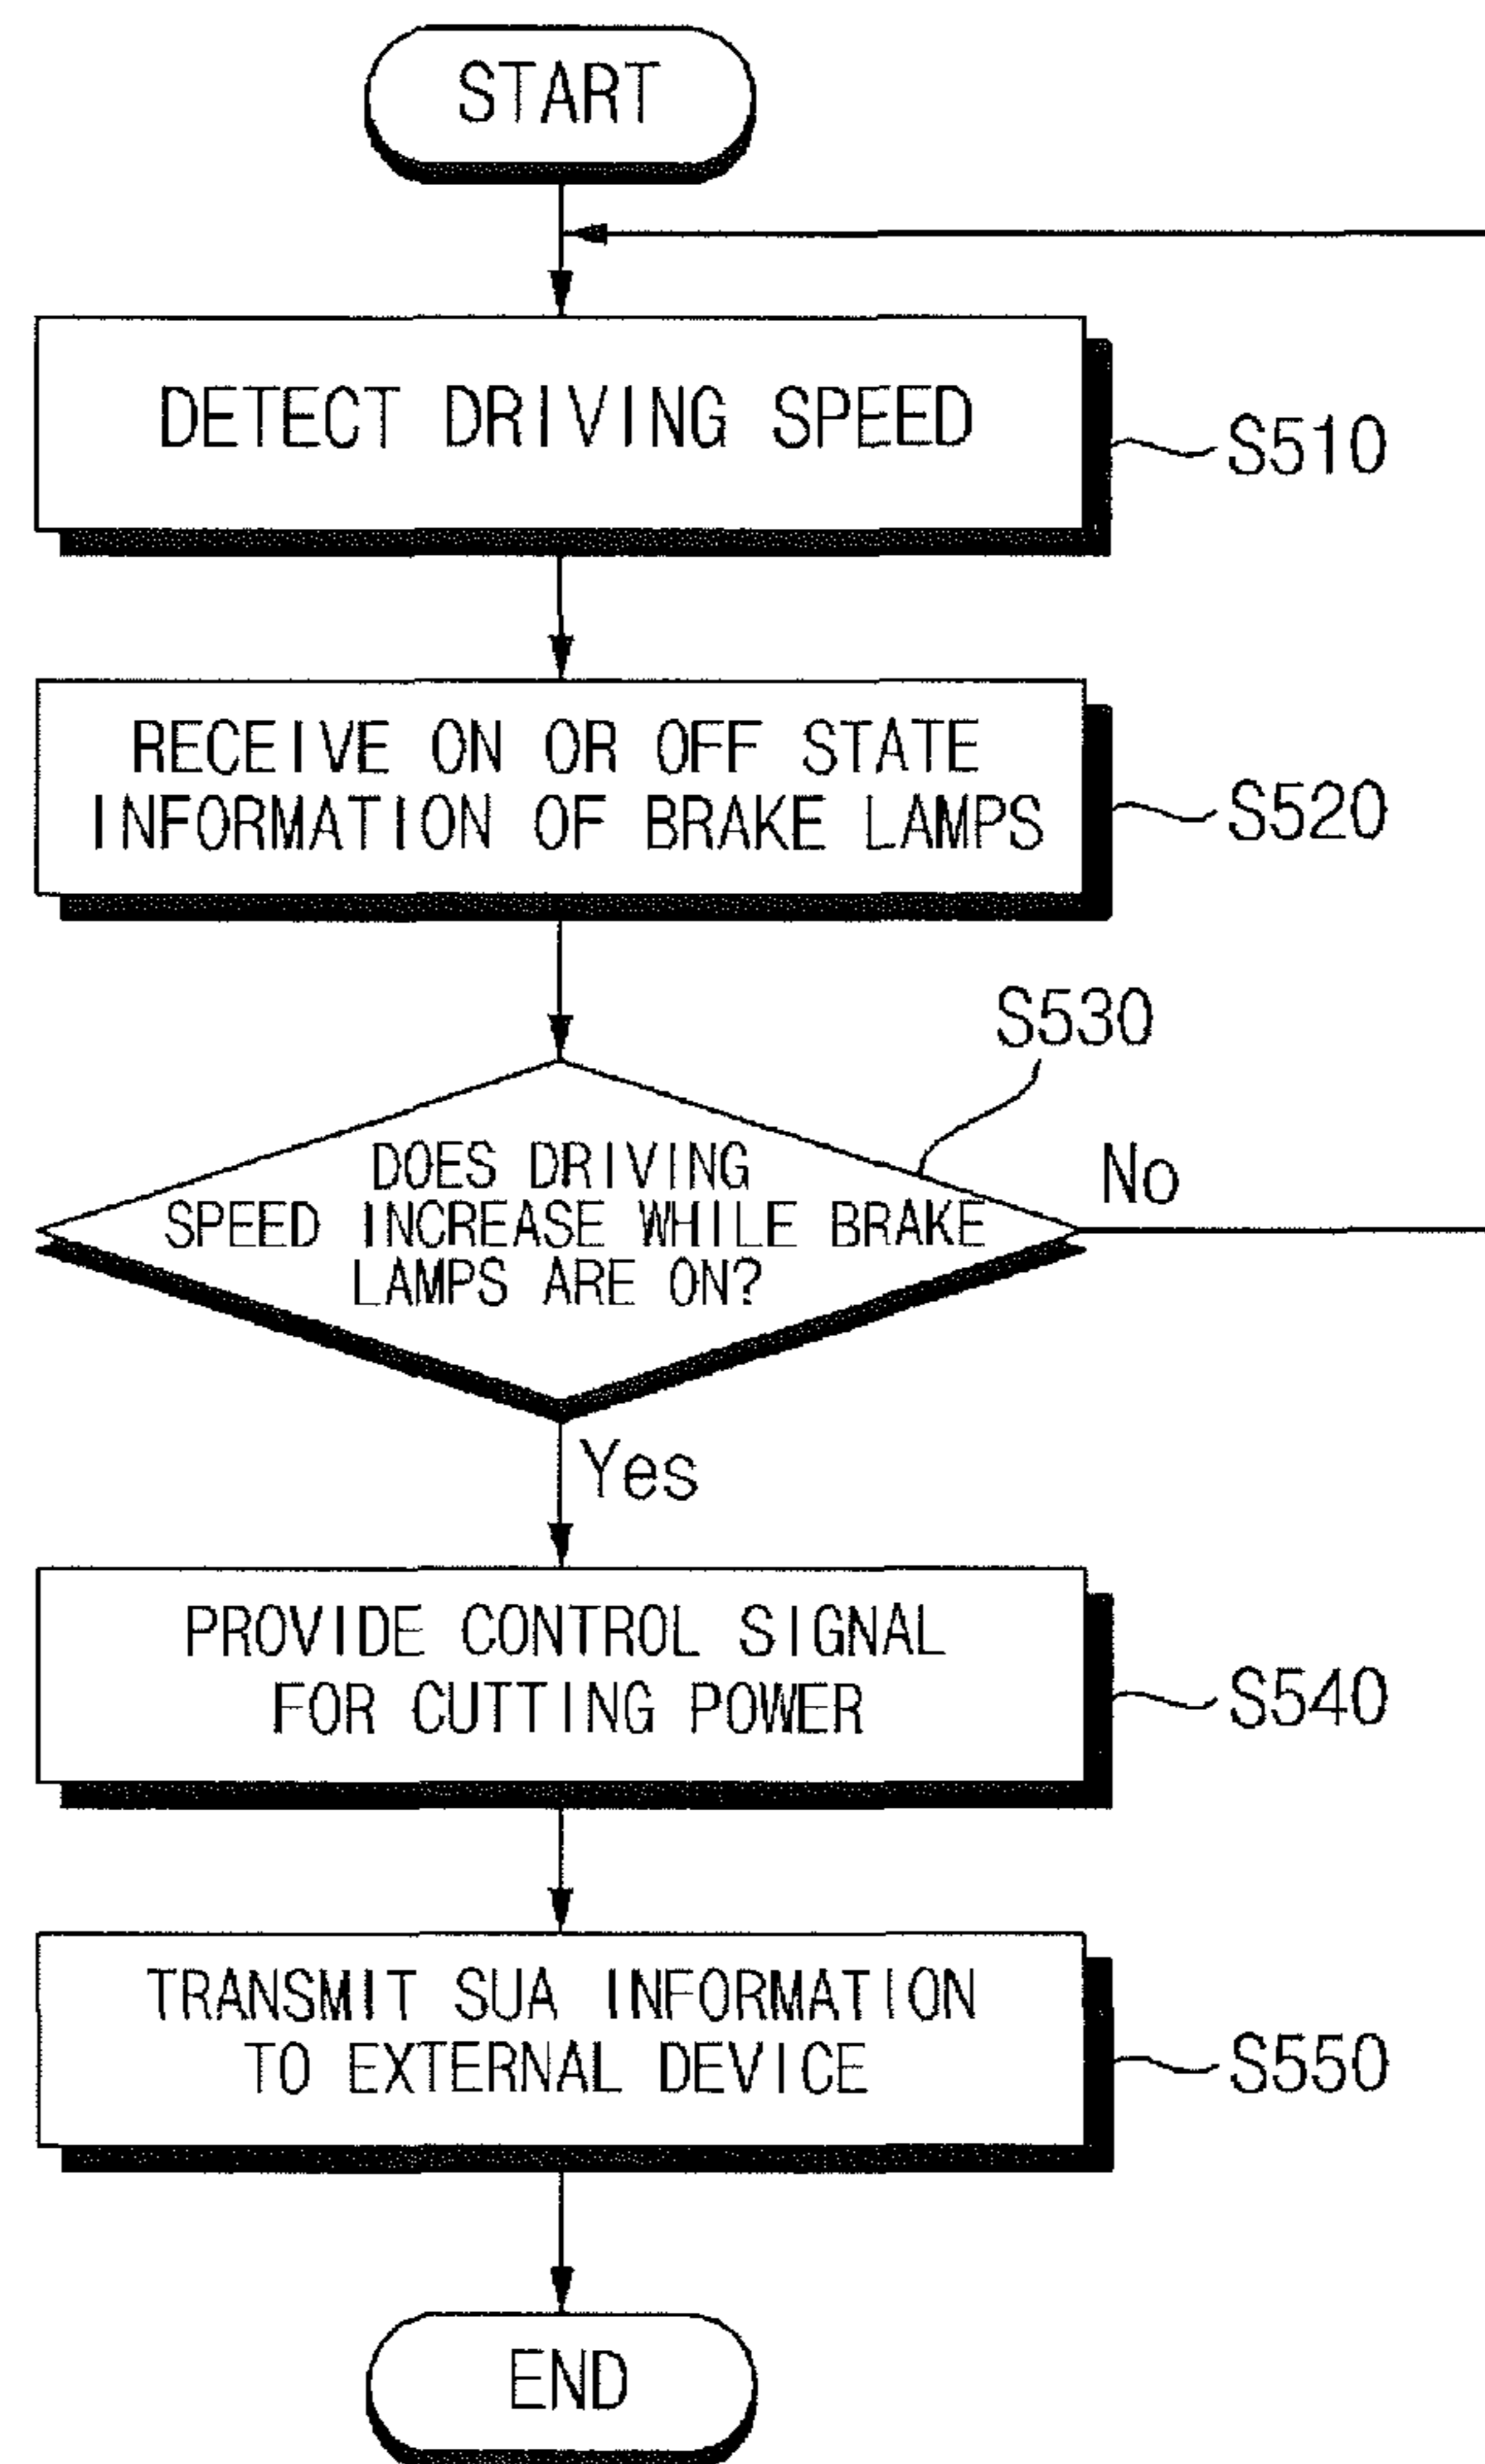 START
DETECT DRIVING SPEED
S510
RECEIVE ON OR OFF STATE
INFORMATION OF BRAKE LAMPS
S520
S530
DOES DRIVING
SPEED INCREASE WHILE BRAKE
LAMPS ARE ON?
No
Yes
PROVIDE CONTROL SIGNAL
FOR CUTTING POWER
S540
TRANSMIT SUA INFORMATION
TO EXTERNAL DEVICE
S550
END